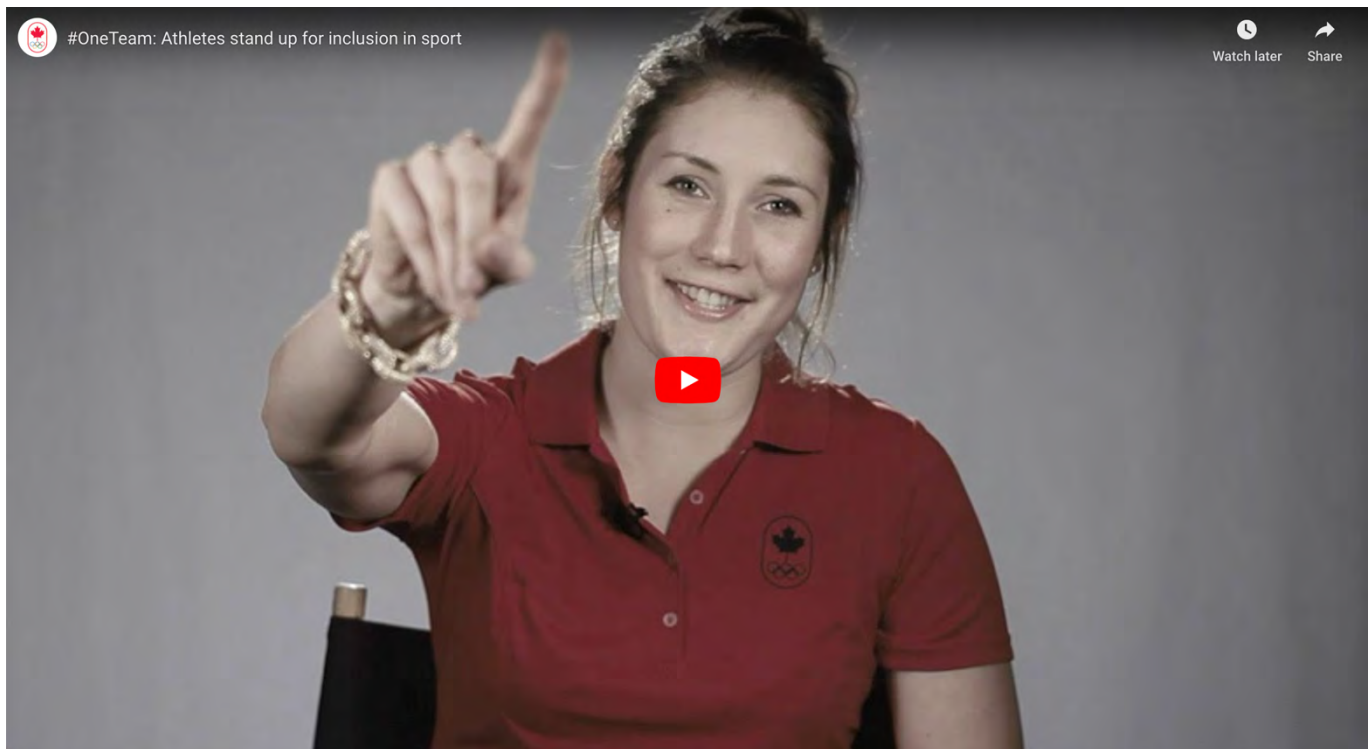 #OneTeam: Athletes stand up for inclusion in sport
Watch later
Share